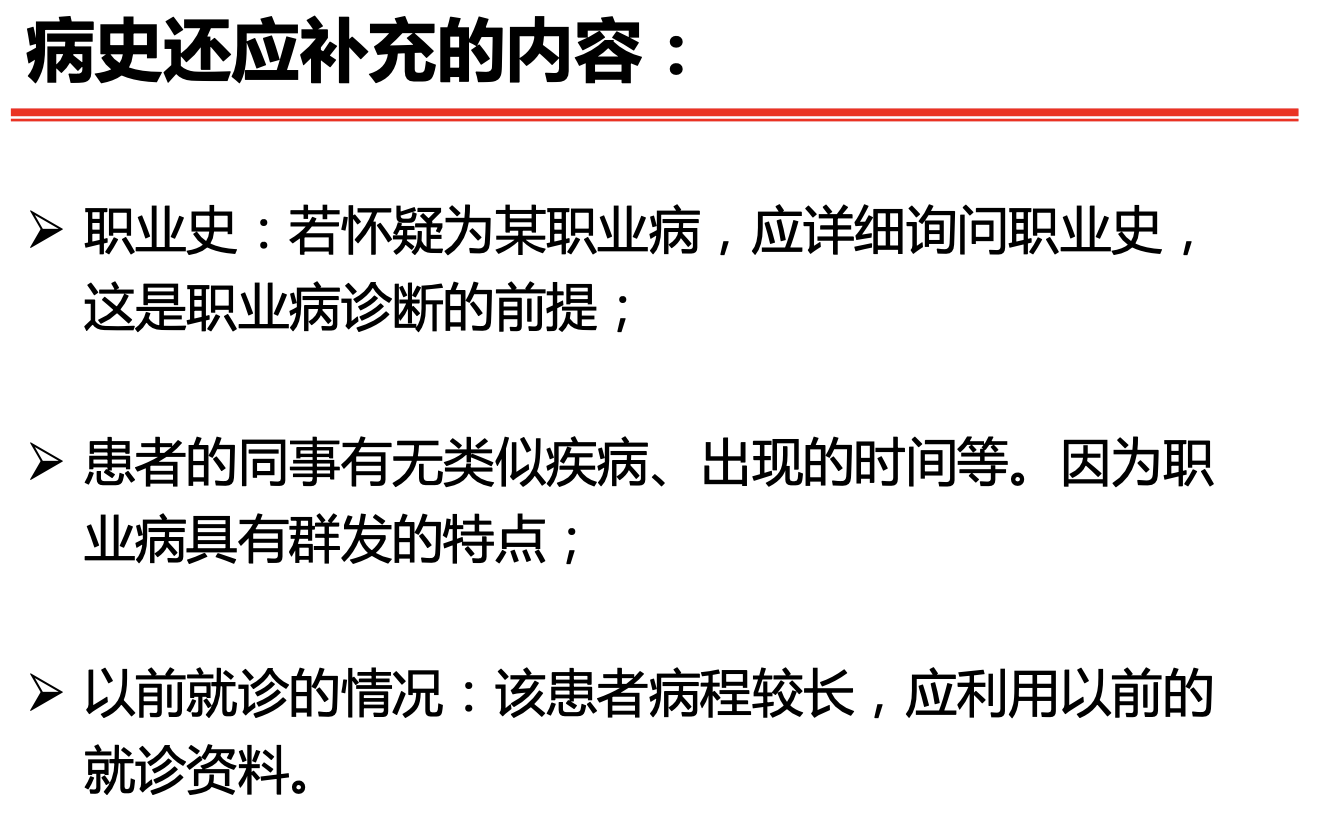 病史还应补充的内容：
➢ 职业史：若怀疑为某职业病，应详细询问职业史，
这是职业病诊断的前提；
➢ 患者的同事有无类似疾病、出现的时间等。因为职
业病具有群发的特点；
➢ 以前就诊的情况：该患者病程较长，应利用以前的
就诊资料。